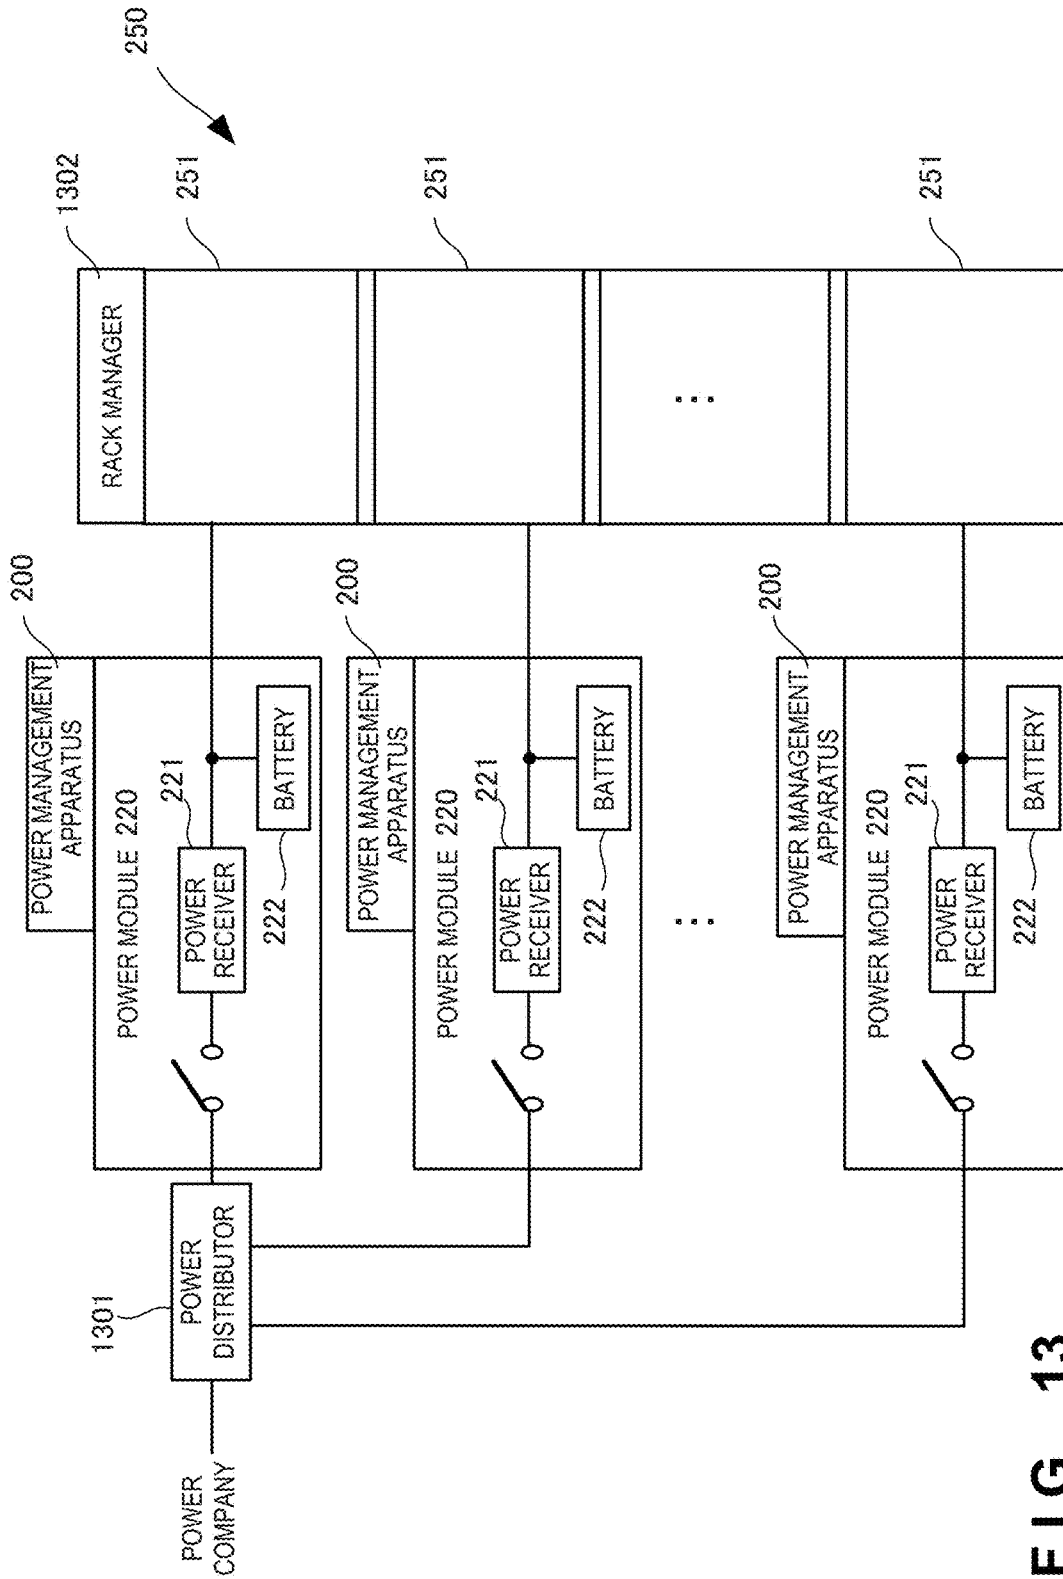 250
1302
RACK MANAGER
251
251
251
...
200
POWER MANAGEMENT
APPARATUS
POWER MODULE 220
221
POWER
RECEIVER
BATTERY
222
200
POWER MANAGEMENT
APPARATUS
POWER MODULE 220
221
POWER
RECEIVER
BATTERY
222
...
200
POWER MANAGEMENT
APPARATUS
POWER MODULE 220
221
POWER
RECEIVER
BATTERY
222
1301
POWER
DISTRIBUTOR
POWER
COMPANY
FIG 13